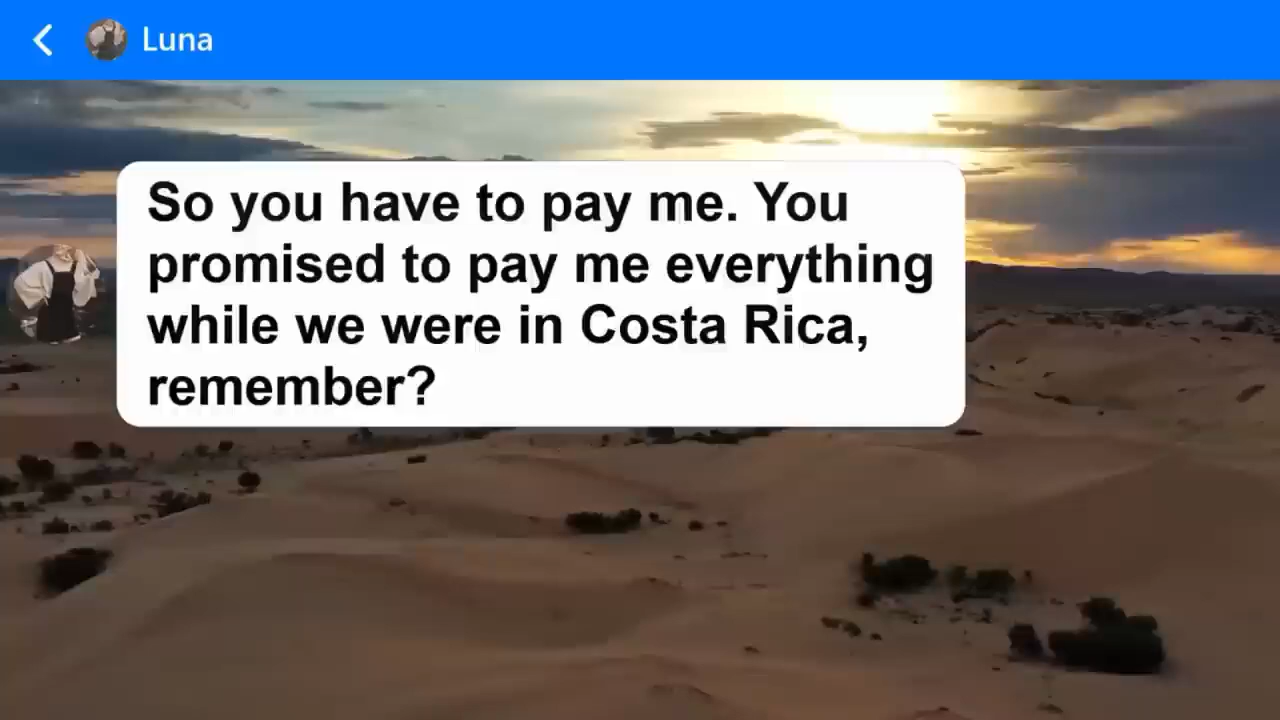 Luna
So you have to pay me. You
promised to pay me everything
while we were in Costa Rica,
remember?